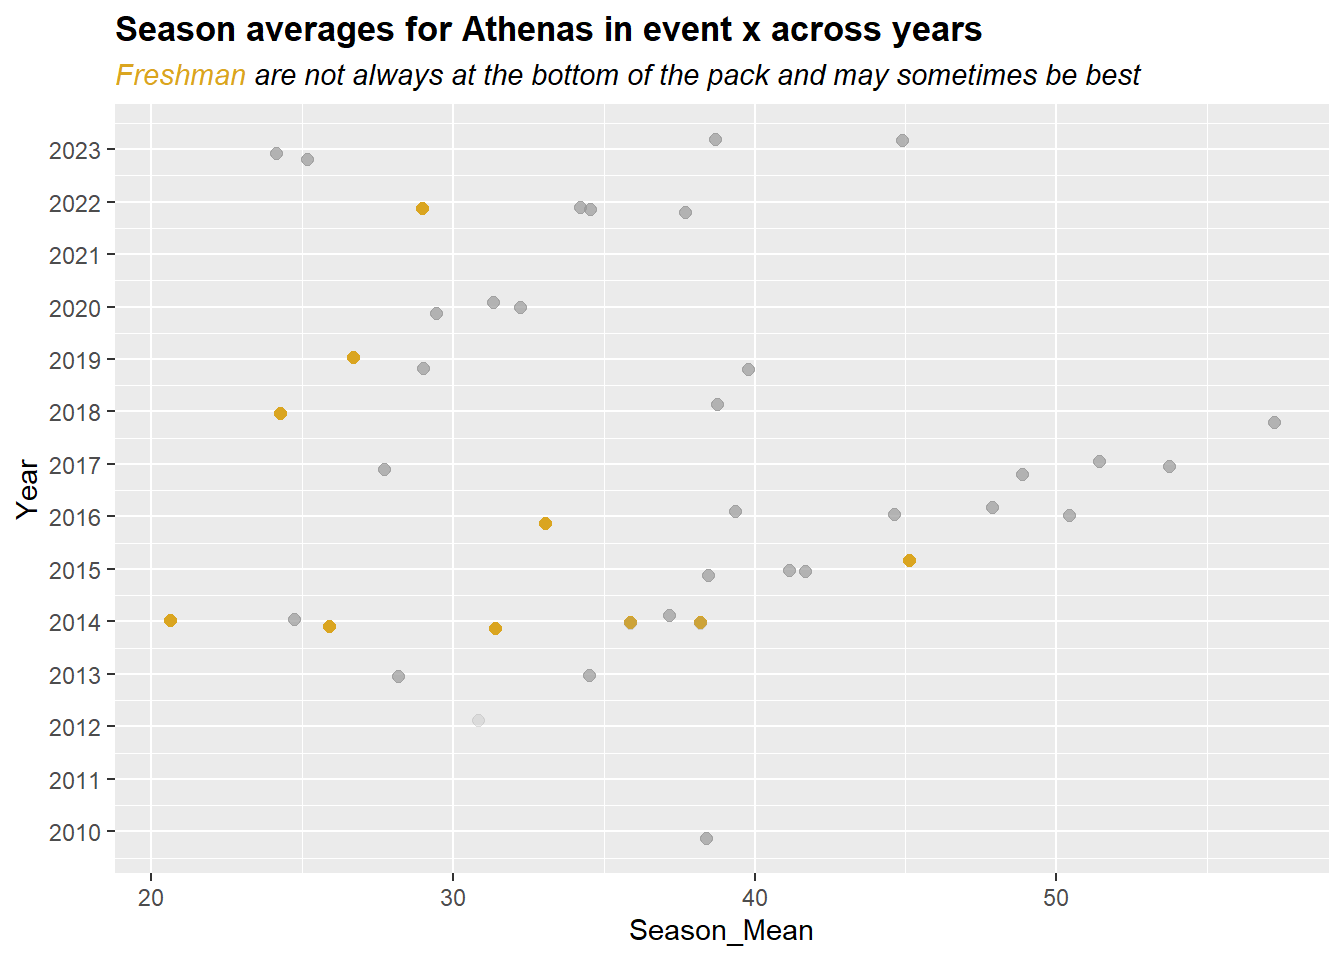 Season averages for Athenas in event x across years
Freshman are not always at the bottom of the pack and may sometimes be best
2023
2022
2021
2020
2019
2018
2017
2016
2015
2014
2013
2012
2011
2010
Year
20 30 40 50
Season_Mean